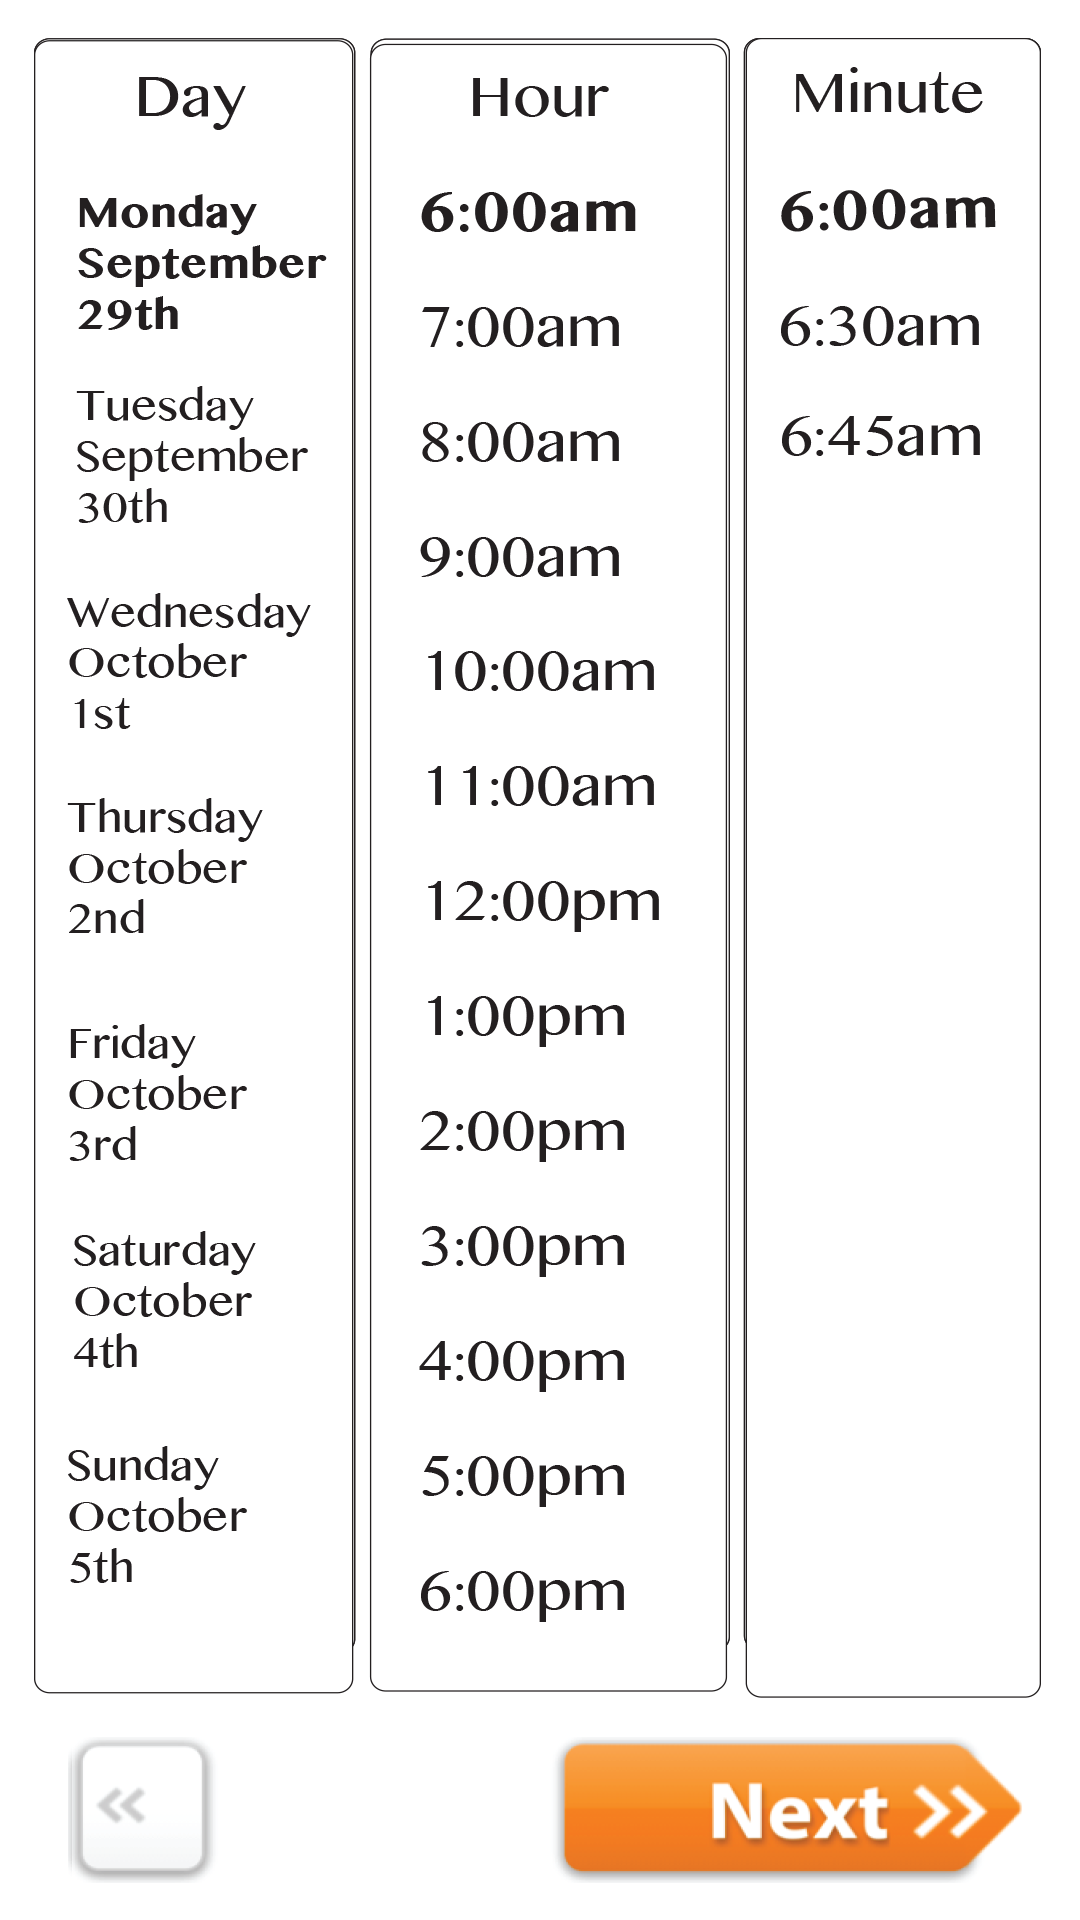 Day
Monday
September
29th
Tuesday
September
30th
Wednesday
October
1st
Thursday
October
2nd
Friday
October
3rd
Saturday
October
4th
Sunday
October
5th
Hour
6:00am
7:00am
8:00am
9:00am
10:00am
11:00am
12:00pm
1:00pm
2:00pm
3:00pm
4:00pm
5:00pm
6:00pm
Minute
6:00am
6:30am
6:45am
Next